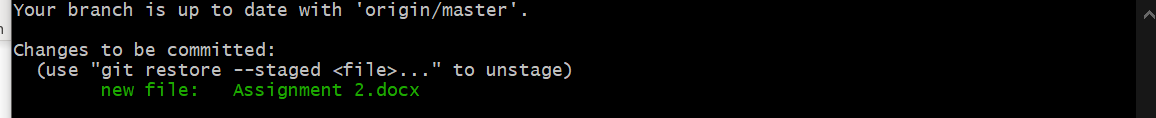 Your branch is up to date with 'origin/master'.
Changes to be committed:
(use "git restore --staged <file>..." to unstage)
new file:   Assignment 2.docx